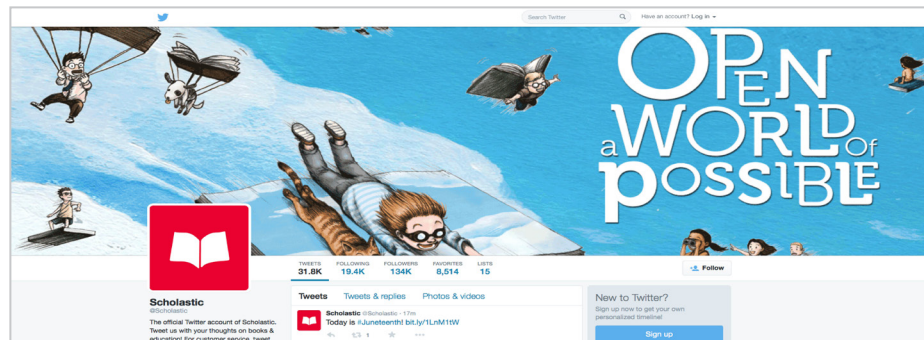 Search Twitter
Have an account? Log in
OPEN
a WORLD Of
POSSIBLE
TWEETS FOLLOWING FOLLOWERS FAVORITES LISTS
31.8K 19.4K 134K 8,514 15
Follow
Scholastic
@Scholastic
The official Twitter account of Scholastic.
Tweet us with your thoughts on books &
education! For customer service, tweet
Tweets Tweets & replies Photos & videos
Scholastic @Scholastic · 17m
Today is #Juneteenth! bit.ly/1LnM1tW
1
New to Twitter?
Sign up now to get your own
personalized timeline!
Sign up